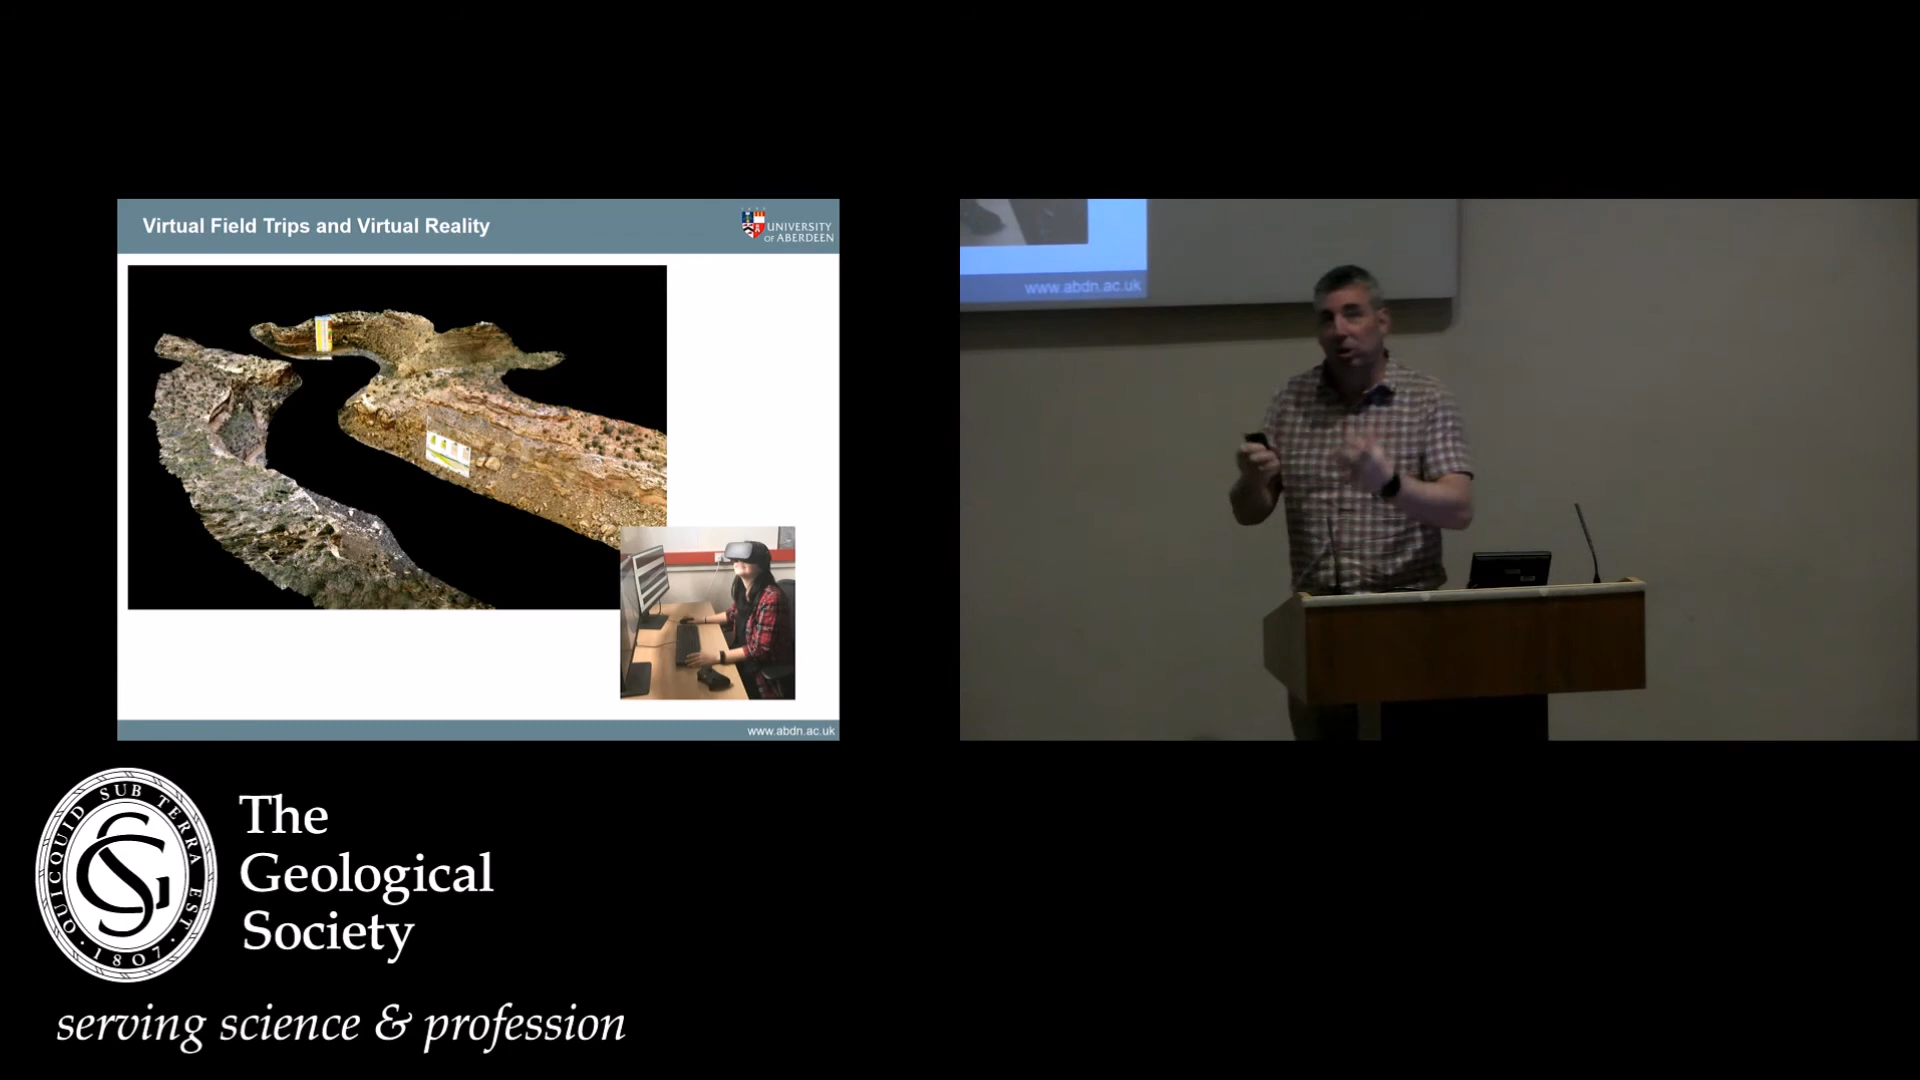 Virtual Field Trips and Virtual Reality
UNIVERSITY
OF ABERDEEN
www.abdn.ac.uk
www.abdn.ac.uk
QUICQUID SUB TERRA EST
1807
The
Geological
Society
serving science & profession